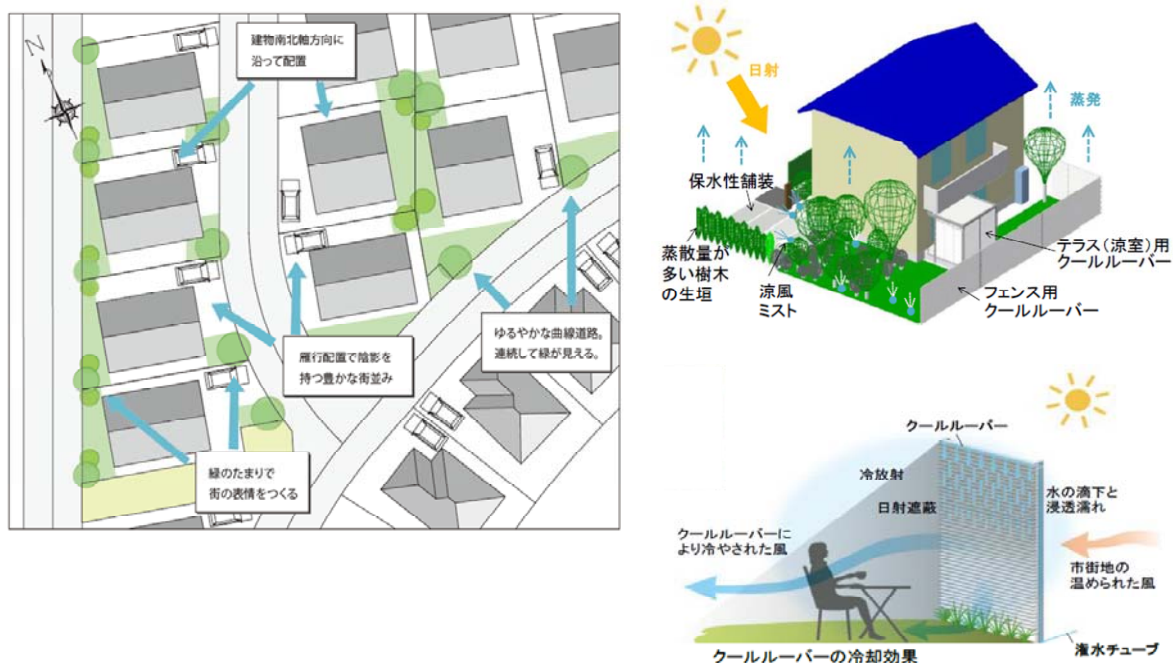 N
建物南北軸方向に
沿って配置
ゆるやかな曲線道路。
連続して緑が見える。
雁行配置で陰影を
持つ豊かな街並み
緑のたまりで
街の表情をつくる
日射
蒸発
保水性舗装
蒸散量が
多い樹木
の生垣
涼風
ミスト
テラス(涼室)用
クールルーバー
フェンス用
クールルーバー
クールルーバー
冷放射
日射遮蔽
水の滴下と
浸透濡れ
クールルーバーに
より冷やされた風
市街地の
温められた風
潅水チューブ
クールルーバーの冷却効果